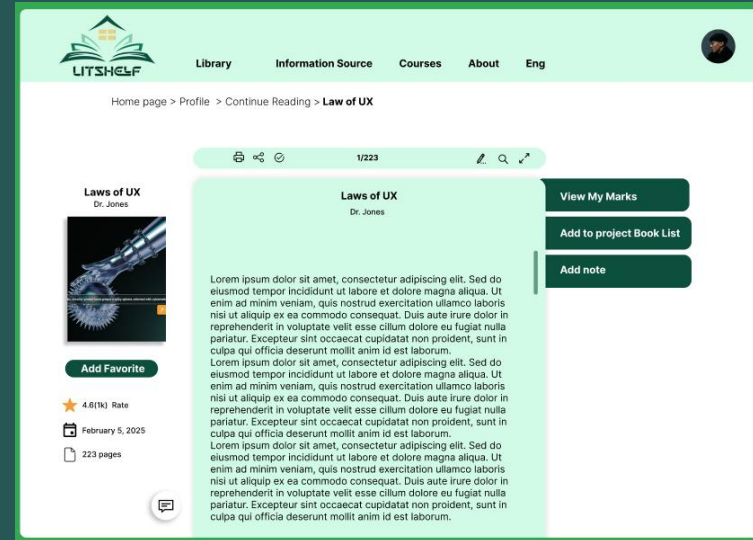 LITSHELF
Library Information Source Courses About Eng
Home page > Profile > Continue Reading > Law of UX
1/223
Laws of UX
Dr. Jones
Add Favorite
4.6(1k) Rate
February 5, 2025
223 pages
Laws of UX
Dr. Jones
Lorem ipsum dolor sit amet, consectetur adipiscing elit. Sed do
eiusmod tempor incididunt ut labore et dolore magna aliqua. Ut
enim ad minim veniam, quis nostrud exercitation ullamco laboris
nisi ut aliquip ex ea commodo consequat. Duis aute irure dolor in
reprehenderit in voluptate velit esse cillum dolore eu fugiat nulla
pariatur. Excepteur sint occaecat cupidatat non proident, sunt in
culpa qui officia deserunt mollit anim id est laborum.
Lorem ipsum dolor sit amet, consectetur adipiscing elit. Sed do
eiusmod tempor incididunt ut labore et dolore magna aliqua. Ut
enim ad minim veniam, quis nostrud exercitation ullamco laboris
nisi ut aliquip ex ea commodo consequat. Duis aute irure dolor in
reprehenderit in voluptate velit esse cillum dolore eu fugiat nulla
pariatur. Excepteur sint occaecat cupidatat non proident, sunt in
culpa qui officia deserunt mollit anim id est laborum.
Lorem ipsum dolor sit amet, consectetur adipiscing elit. Sed do
eiusmod tempor incididunt ut labore et dolore magna aliqua. Ut
enim ad minim veniam, quis nostrud exercitation ullamco laboris
nisi ut aliquip ex ea commodo consequat. Duis aute irure dolor in
reprehenderit in voluptate velit esse cillum dolore eu fugiat nulla
pariatur. Excepteur sint occaecat cupidatat non proident, sunt in
culpa qui officia deserunt mollit anim id est laborum.
View My Marks
Add to project Book List
Add note